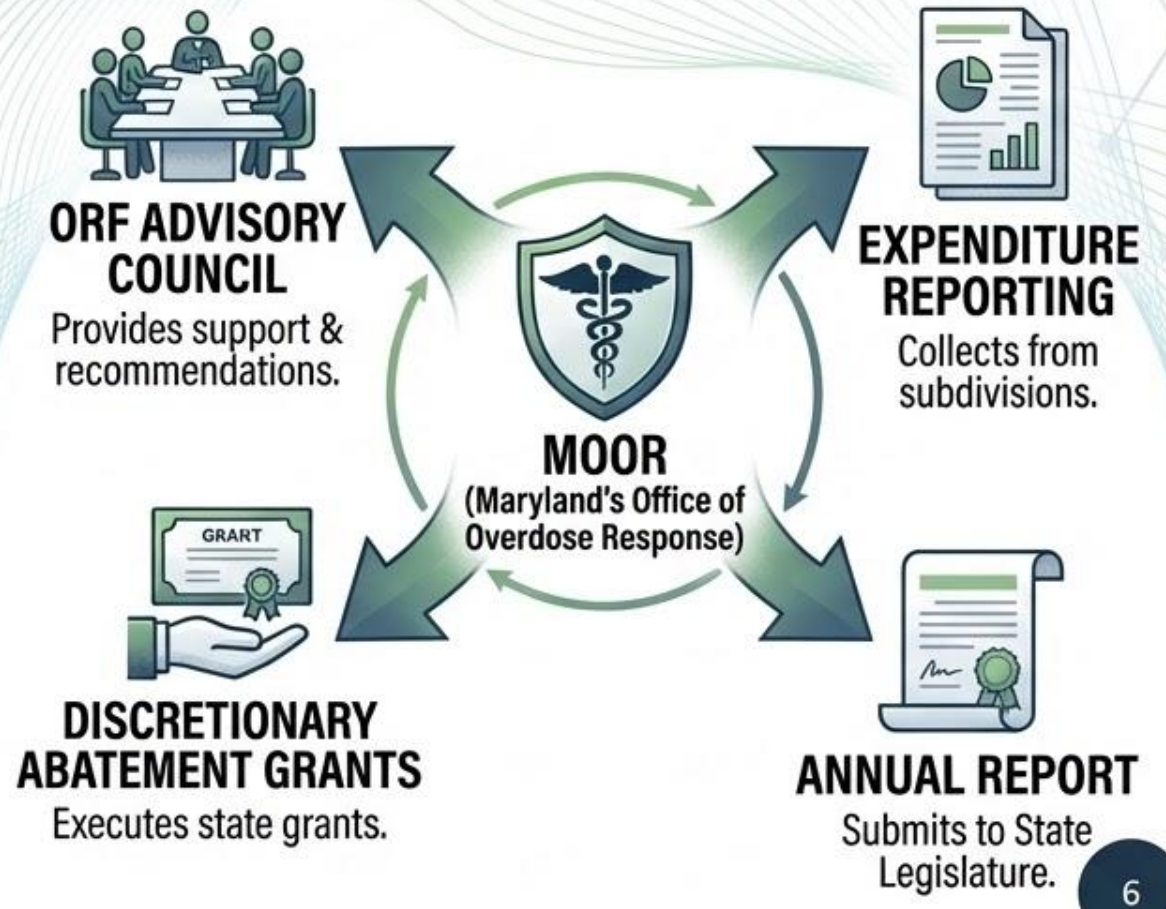 ORF ADVISORY
COUNCIL
Provides support &
recommendations.
EXPENDITURE
REPORTING
Collects from
subdivisions.
MOOR
(Maryland's Office of
Overdose Response)
GRANT
DISCRETIONARY
ABATEMENT GRANTS
Executes state grants.
ANNUAL REPORT
Submits to State
Legislature.
6